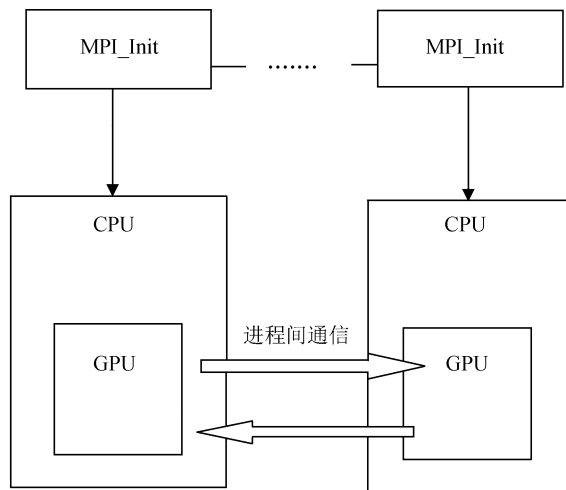 MPI_Init
.......
MPI_Init
CPU
CPU
进程间通信
GPU
GPU